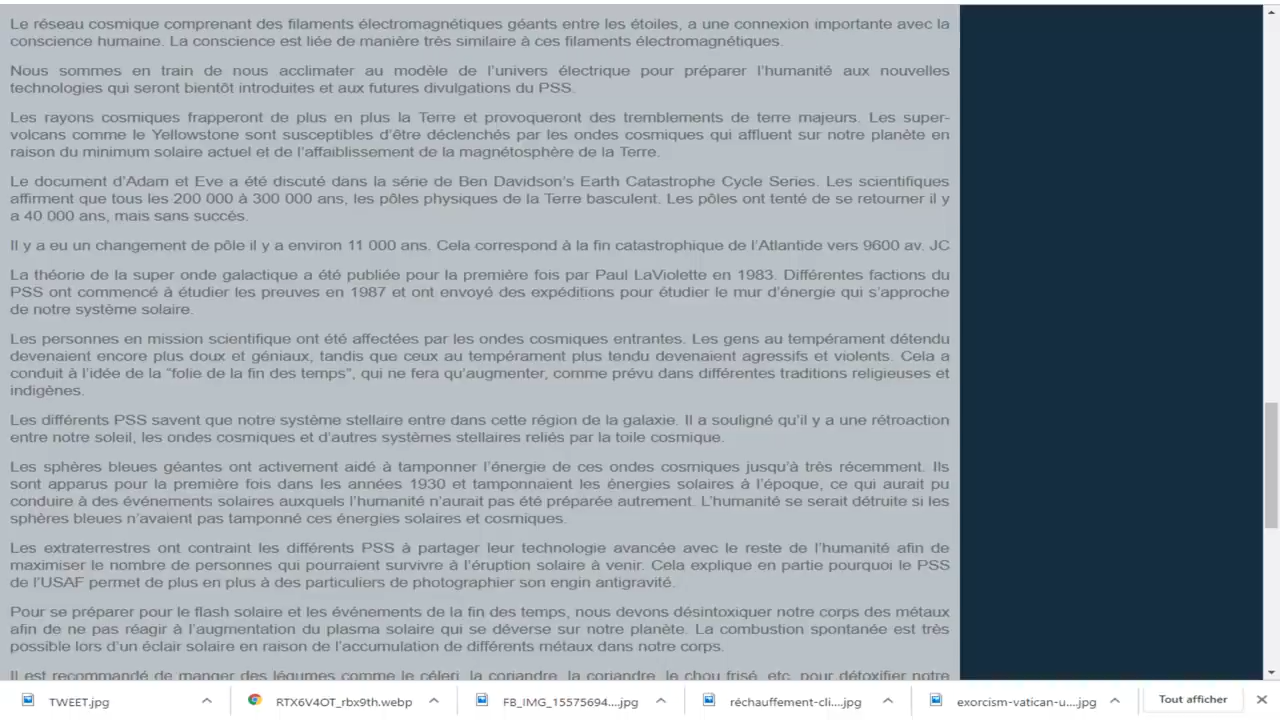 Le réseau cosmique comprenant des filaments électromagnétiques géants entre les étoiles, a une connexion importante avec la
conscience humaine. La conscience est liée de manière très similaire à ces filaments électromagnétiques.
Nous sommes en train de nous acclimater au modèle de l'univers électrique pour préparer l'humanité aux nouvelles
technologies qui seront bientôt introduites et aux futures divulgations du PSS.
Les rayons cosmiques frapperont de plus en plus la Terre et provoqueront des tremblements de terre majeurs. Les super-
volcans comme le Yellowstone sont susceptibles d'être déclenchés par les ondes cosmiques qui affluent sur notre planète en
raison du minimum solaire actuel et de l'affaiblissement de la magnétosphère de la Terre.
Le document d'Adam et Eve a été discuté dans la série de Ben Davidson's Earth Catastrophe Cycle Series. Les scientifiques
affirment que tous les 200 000 à 300 000 ans, les pôles physiques de la Terre basculent. Les pôles ont tenté de se retourner il y
a 40 000 ans, mais sans succés.
Il y a eu un changement de pôle il y a environ 11 000 ans. Cela correspond à la fin catastrophique de l'Atlantide vers 9600 av. JC
La théorie de la super onde galactique a été publiée pour la première fois par Paul LaViolette en 1983. Différentes factions du
PSS ont commencé à étudier les preuves en 1987 et ont envoyé des expéditions pour étudier le mur d'énergie qui s'approche
de notre système solaire.
Les personnes en mission scientifique ont été affectées par les ondes cosmiques entrantes. Les gens au tempérament détendu
devenaient encore plus doux et géniaux, tandis que ceux au tempérament plus tendu devenaient agressifs et violents. Cela a
conduit à l'idée de la "folie de la fin des temps", qui ne fera qu'augmenter, comme prévu dans différentes traditions religieuses et
indigènes.
Les différents PSS savent que notre système stellaire entre dans cette région de la galaxie. Il a souligné qu'il y a une rétroaction
entre notre soleil, les ondes cosmiques et d'autres systèmes stellaires reliés par la toile cosmique.
Les sphères bleues géantes ont activement aidé à tamponner l'énergie de ces ondes cosmiques jusqu'à très récemment. Ils
sont apparus pour la première fois dans les années 1930 et tamponnaient les énergies solaires à l'époque, ce qui aurait pu
conduire à des événements solaires auxquels l'humanité n'aurait pas été préparée autrement. L'humanité se serait détruite si les
sphères bleues n'avaient pas tamponné ces énergies solaires et cosmiques.
Les extraterrestres ont contraint les différents PSS à partager leur technologie avancée avec le reste de l'humanité afin de
maximiser le nombre de personnes qui pourraient survivre à l'éruption solaire à venir. Cela explique en partie pourquoi le PSS
de l'USAF permet de plus en plus à des particuliers de photographier son engin antigravité.
Pour se préparer pour le flash solaire et les événements de la fin des temps, nous devons désintoxiquer notre corps des métaux
afin de ne pas réagir à l'augmentation du plasma solaire qui se déverse sur notre planète. La combustion spontanée est très
possible lors d'un éclair solaire en raison de l'accumulation de différents métaux dans notre corps.
Il est recommandé de manger des légumes comme le céleri, la coriandre, la coriandre, le chou frisé, etc. pour détoxifier notre
TWEET.jpg
RTX6V4OT_rbx9th.webp
FB_IMG_15575694....jpg
réchauffement-cli....jpg
exorcism-vatican-u....jpg
Tout afficher